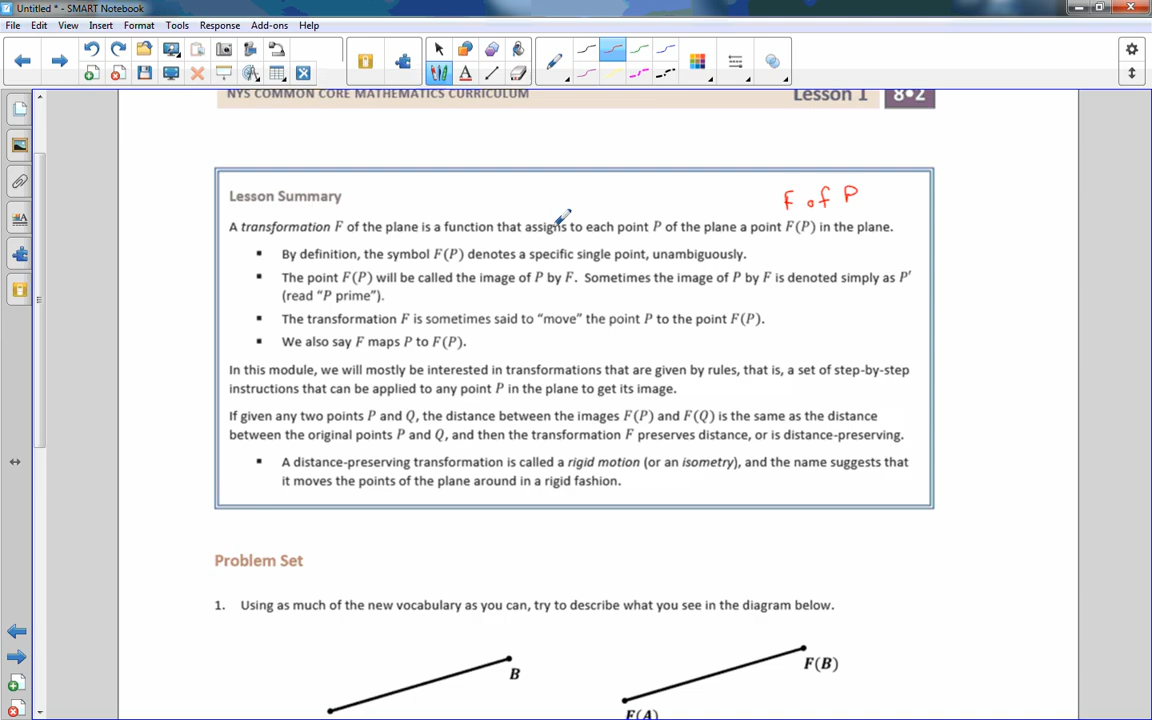 Untitled * - SMART Notebook
File Edit View Insert Format Tools Response Add-ons Help
NYS COMMON CORE MATHEMATICS CURRICULUM Lesson 1 8•2
Lesson Summary
F of P
A transformation F of the plane is a function that assigns to each point P of the plane a point F(P) in the plane.
▪ By definition, the symbol F(P) denotes a specific single point, unambiguously.
▪ The point F(P) will be called the image of P by F. Sometimes the image of P by F is denoted simply as P′
(read “P prime”).
▪ The transformation F is sometimes said to “move” the point P to the point F(P).
▪ We also say F maps P to F(P).
In this module, we will mostly be interested in transformations that are given by rules, that is, a set of step-by-step
instructions that can be applied to any point P in the plane to get its image.
If given any two points P and Q, the distance between the images F(P) and F(Q) is the same as the distance
between the original points P and Q, and then the transformation F preserves distance, or is distance-preserving.
▪ A distance-preserving transformation is called a rigid motion (or an isometry), and the name suggests that
it moves the points of the plane around in a rigid fashion.
Problem Set
1. Using as much of the new vocabulary as you can, try to describe what you see in the diagram below.
B F(B)
F(A)